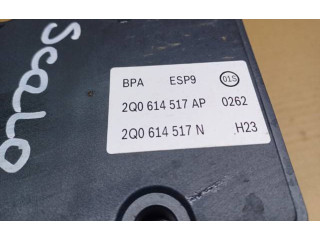 Scalo
BPA ESP9 01S
2Q0 614 517 AP 0262
2Q0 614 517 N H23